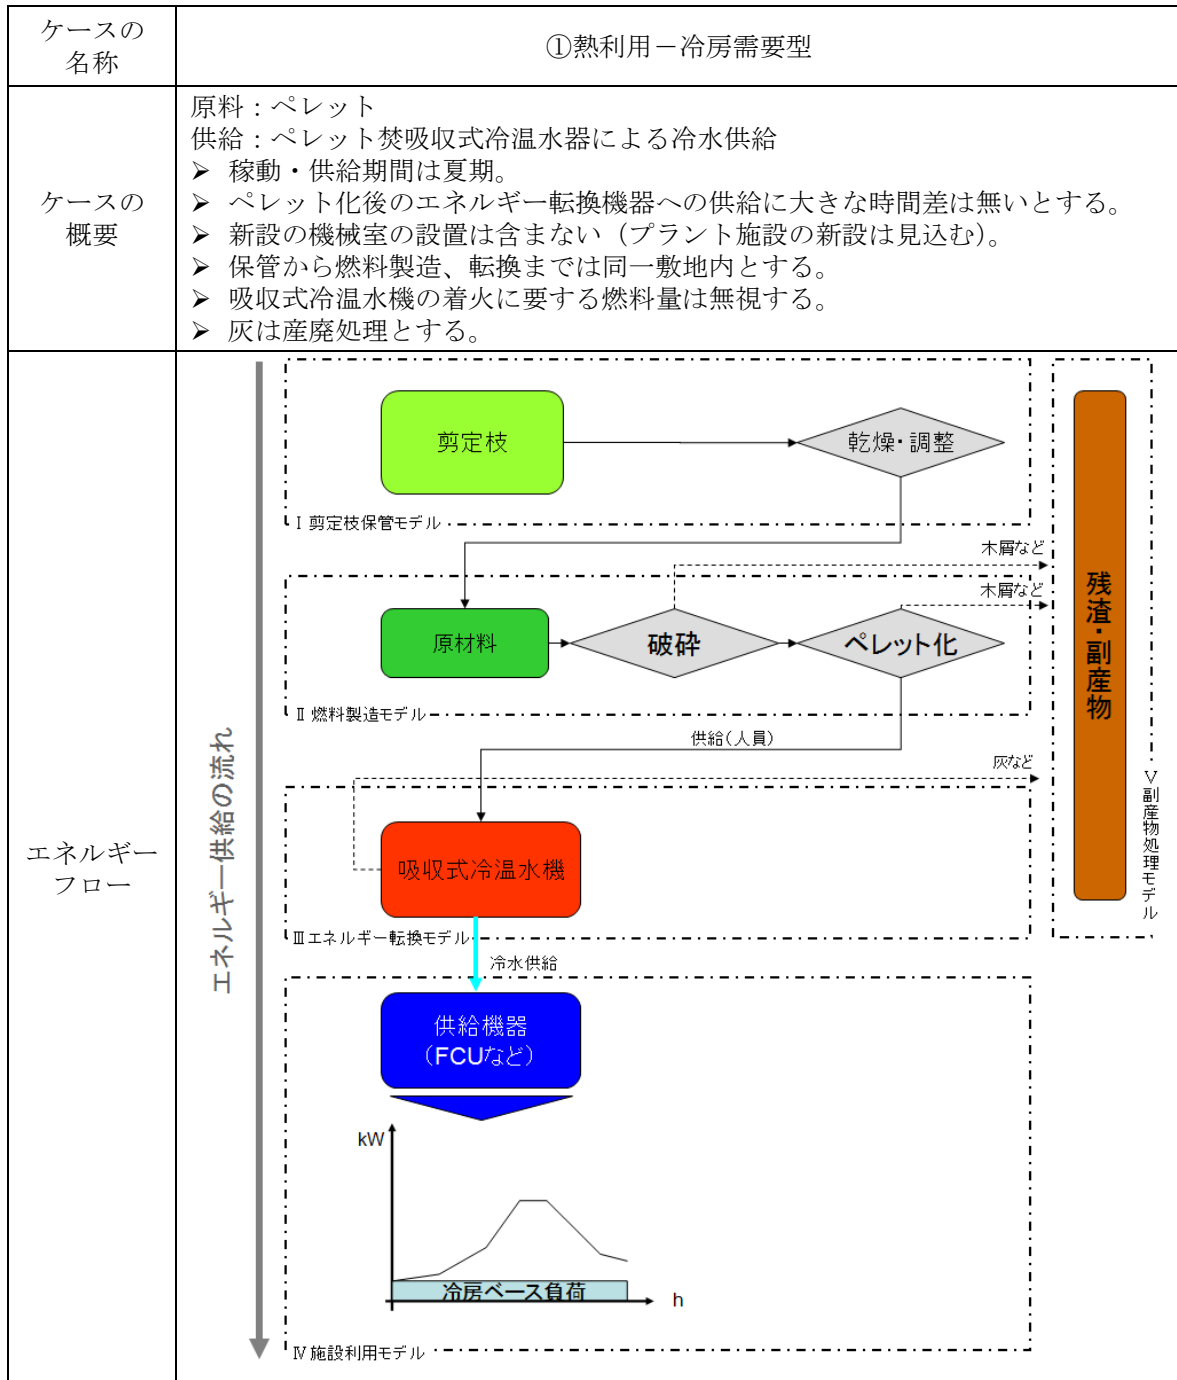 ケースの
名称
①熱利用－冷房需要型
ケースの
概要
原料：ペレット
供給：ペレット焚吸収式冷温水器による冷水供給
➢ 稼動・供給期間は夏期。
➢ ペレット化後のエネルギー転換機器への供給に大きな時間差は無いとする。
➢ 新設の機械室の設置は含まない（プラント施設の新設は見込む）。
➢ 保管から燃料製造、転換までは同一敷地内とする。
➢ 吸収式冷温水機の着火に要する燃料量は無視する。
➢ 灰は産廃処理とする。
エネルギー
フロー
エネルギー供給の流れ
剪定枝
乾燥・調整
Ⅰ 剪定枝保管モデル
木屑など
木屑など
原材料
破砕
ペレット化
Ⅱ 燃料製造モデル
供給(人員)
灰など
吸収式冷温水機
Ⅲエネルギー転換モデル
冷水供給
供給機器
（FCUなど）
kW
冷房ベース負荷
h
Ⅳ 施設利用モデル
残渣・副産物
Ⅴ副産物処理モデル